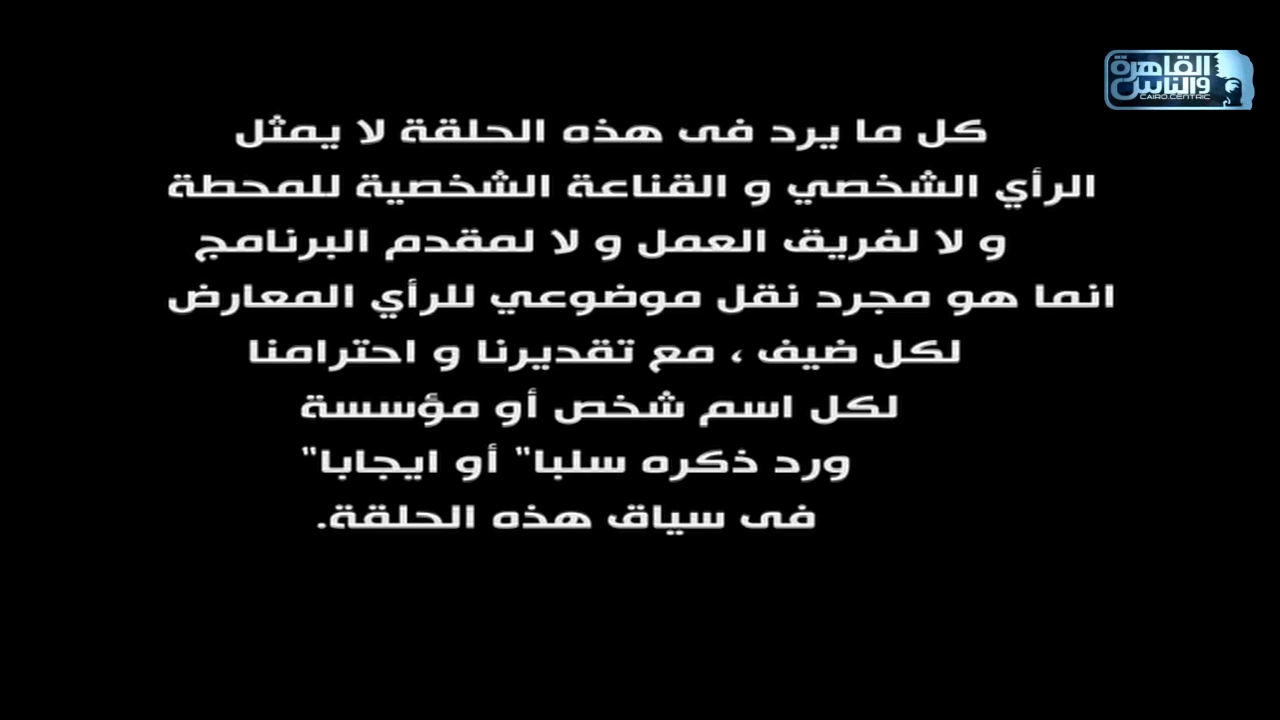 القاهرة
والناس
CAIRO.CENTRIC
كل ما يرد فى هذه الحلقة لا يمثل
الرأي الشخصي و القناعة الشخصية للمحطة
و لا لفريق العمل و لا لمقدم البرنامج
انما هو مجرد نقل موضوعي للرأي المعارض
لكل ضيف ، مع تقديرنا و احترامنا
لكل اسم شخص أو مؤسسة
ورد ذكره سلبا" أو ايجابا"
فى سياق هذه الحلقة.